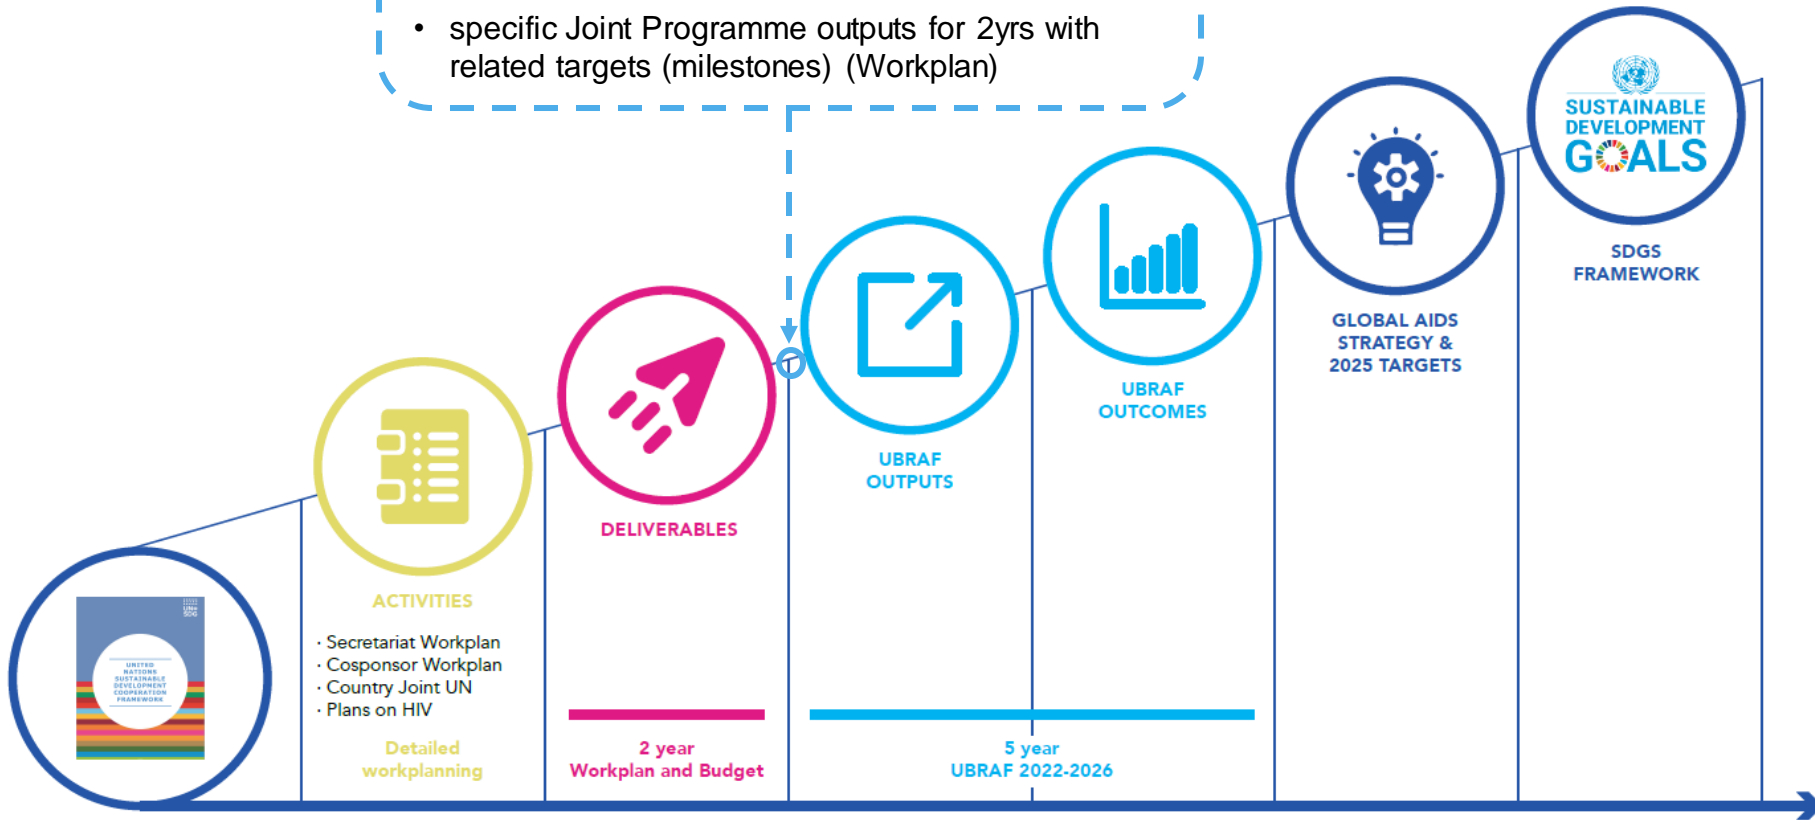 • specific Joint Programme outputs for 2yrs with
related targets (milestones) (Workplan)
SUSTAINABLE
DEVELOPMENT
GOALS
SDGS
FRAMEWORK
GLOBAL AIDS
STRATEGY &
2025 TARGETS
UBRAF
OUTCOMES
UBRAF
OUTPUTS
DELIVERABLES
ACTIVITIES
· Secretariat Workplan
· Cosponsor Workplan
· Country Joint UN
· Plans on HIV
UNITED
NATIONS
SUSTAINABLE
DEVELOPMENT
COOPERATION
FRAMEWORK
Detailed
workplanning
2 year
Workplan and Budget
5 year
UBRAF 2022-2026